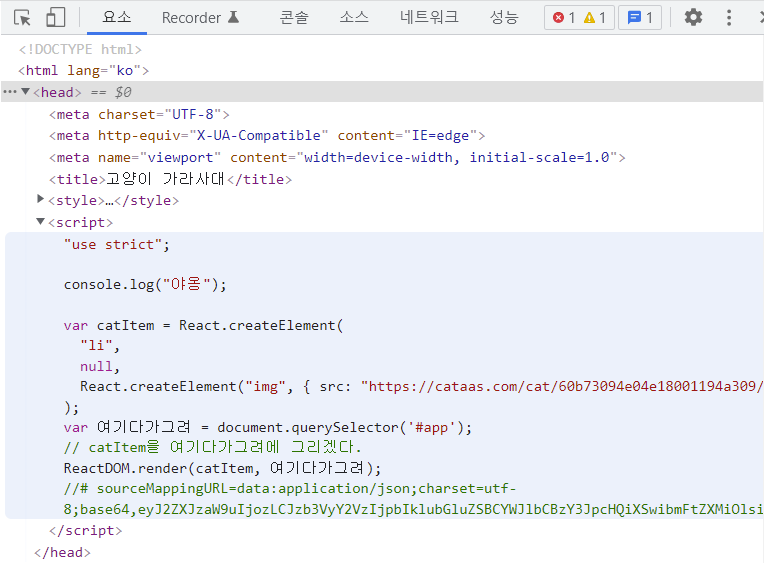 요소 Recorder 콘솔 소스 네트워크 성능 1 1 1
<!DOCTYPE html>
<html lang="ko">
<head> == $0
<meta charset="UTF-8">
<meta http-equiv="X-UA-Compatible" content="IE=edge">
<meta name="viewport" content="width=device-width, initial-scale=1.0">
<title>고양이 가라사대</title>
<style>…</style>
<script>
"use strict";
console.log("야옹");
var catItem = React.createElement(
"li",
null,
React.createElement("img", { src: "https://cataas.com/cat/60b73094e04e18001194a309/
);
var 여기다가그려 = document.querySelector('#app');
// catItem을 여기다가그려에 그리겠다.
ReactDOM.render(catItem, 여기다가그려);
//# sourceMappingURL=data:application/json;charset=utf-
8;base64,eyJ2ZXJzaW9uIjozLCJzb3VyY2VzIjpbIklubGluZSBCYWJlbCBzY3JpcHQiXSwibmFtZXMiOlsi
</script>
</head>